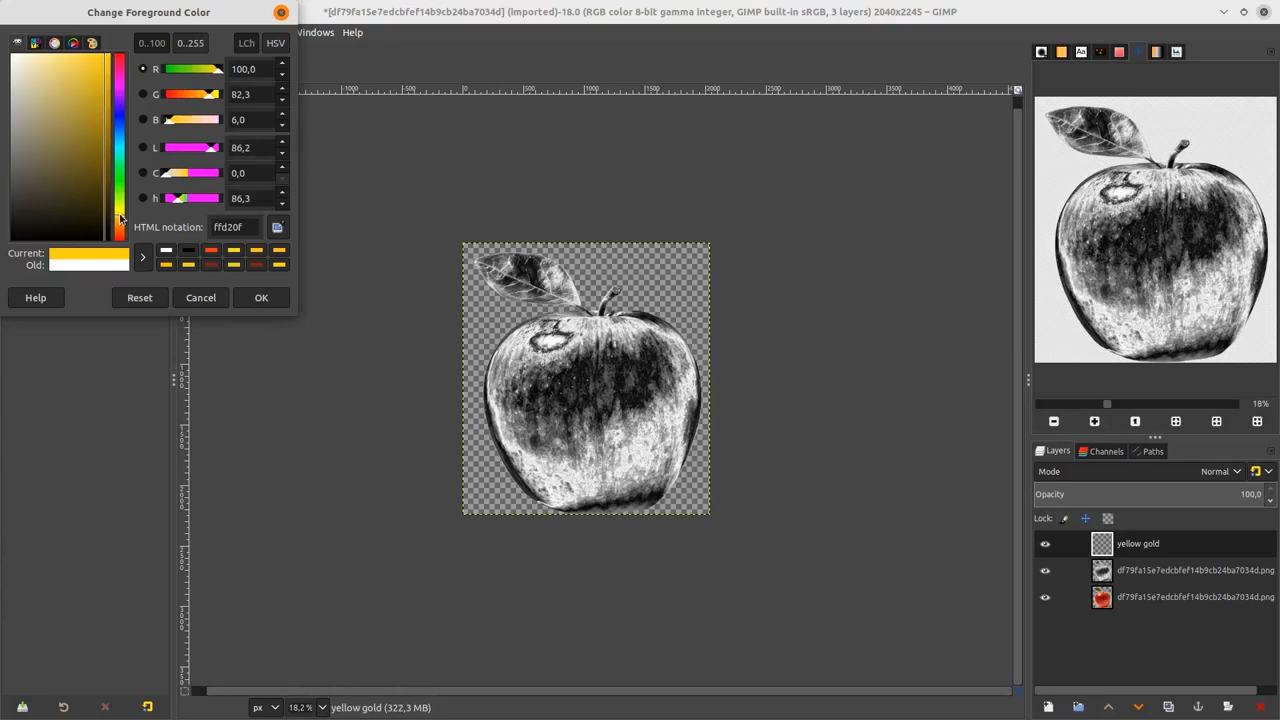 Change Foreground Color
*[df79fa15e7edcbfef14b9cb24ba7034d] (Imported)-18.0 (RGB color 8-bit gamma integer, GIMP built-in sRGB, 3 layers) 2040x2245 – GIMP
Windows Help
0..100 0..255 LCh HSV
R 100,0
G 82,3
B 6,0
L 86,2
C 0,0
h 86,3
HTML notation: ffd20f
Current:
Old:
Help Reset Cancel OK
18%
Layers Channels Paths
Mode Normal
Opacity 100,0
Lock:
yellow gold
df79fa15e7edcbfef14b9cb24ba7034d.png
df79fa15e7edcbfef14b9cb24ba7034d.png
px 18,2 % yellow gold (322,3 MB)